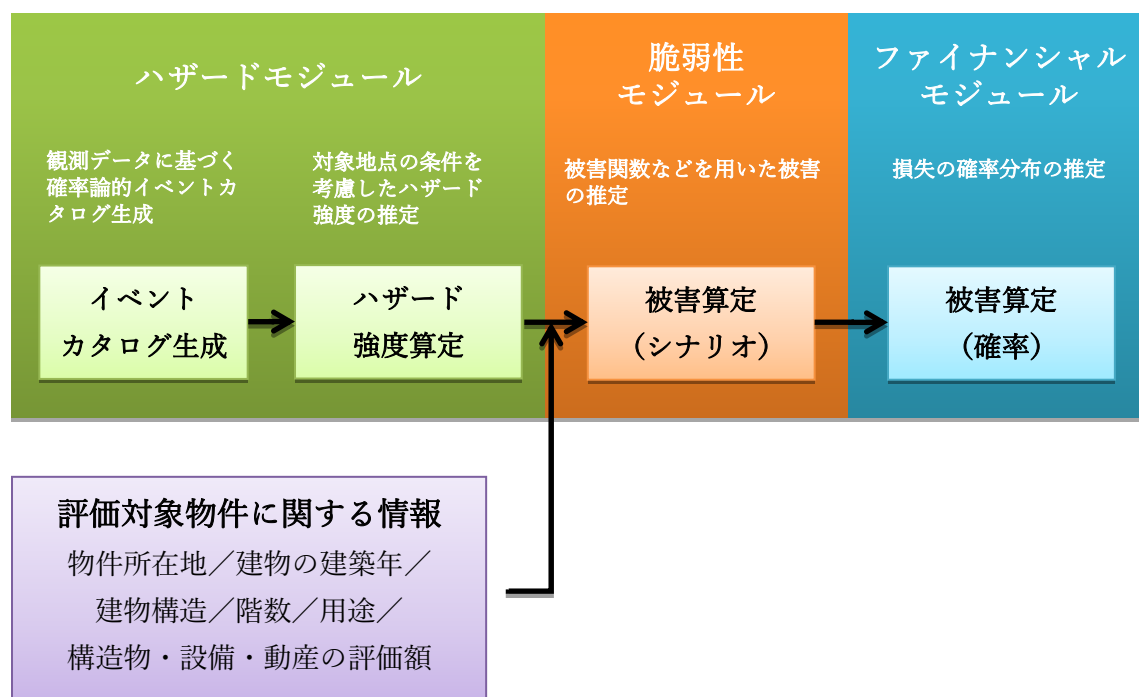 ハザードモジュール
観測データに基づく
確率論的イベントカ
タログ生成
対象地点の条件を
考慮したハザード
強度の推定
イベント
カタログ生成
ハザード
強度算定
脆弱性
モジュール
被害関数などを用いた被害
の推定
被害算定
（シナリオ）
ファイナンシャル
モジュール
損失の確率分布の推定
被害算定
（確率）
評価対象物件に関する情報
物件所在地／建物の建築年／
建物構造／階数／用途／
構造物・設備・動産の評価額